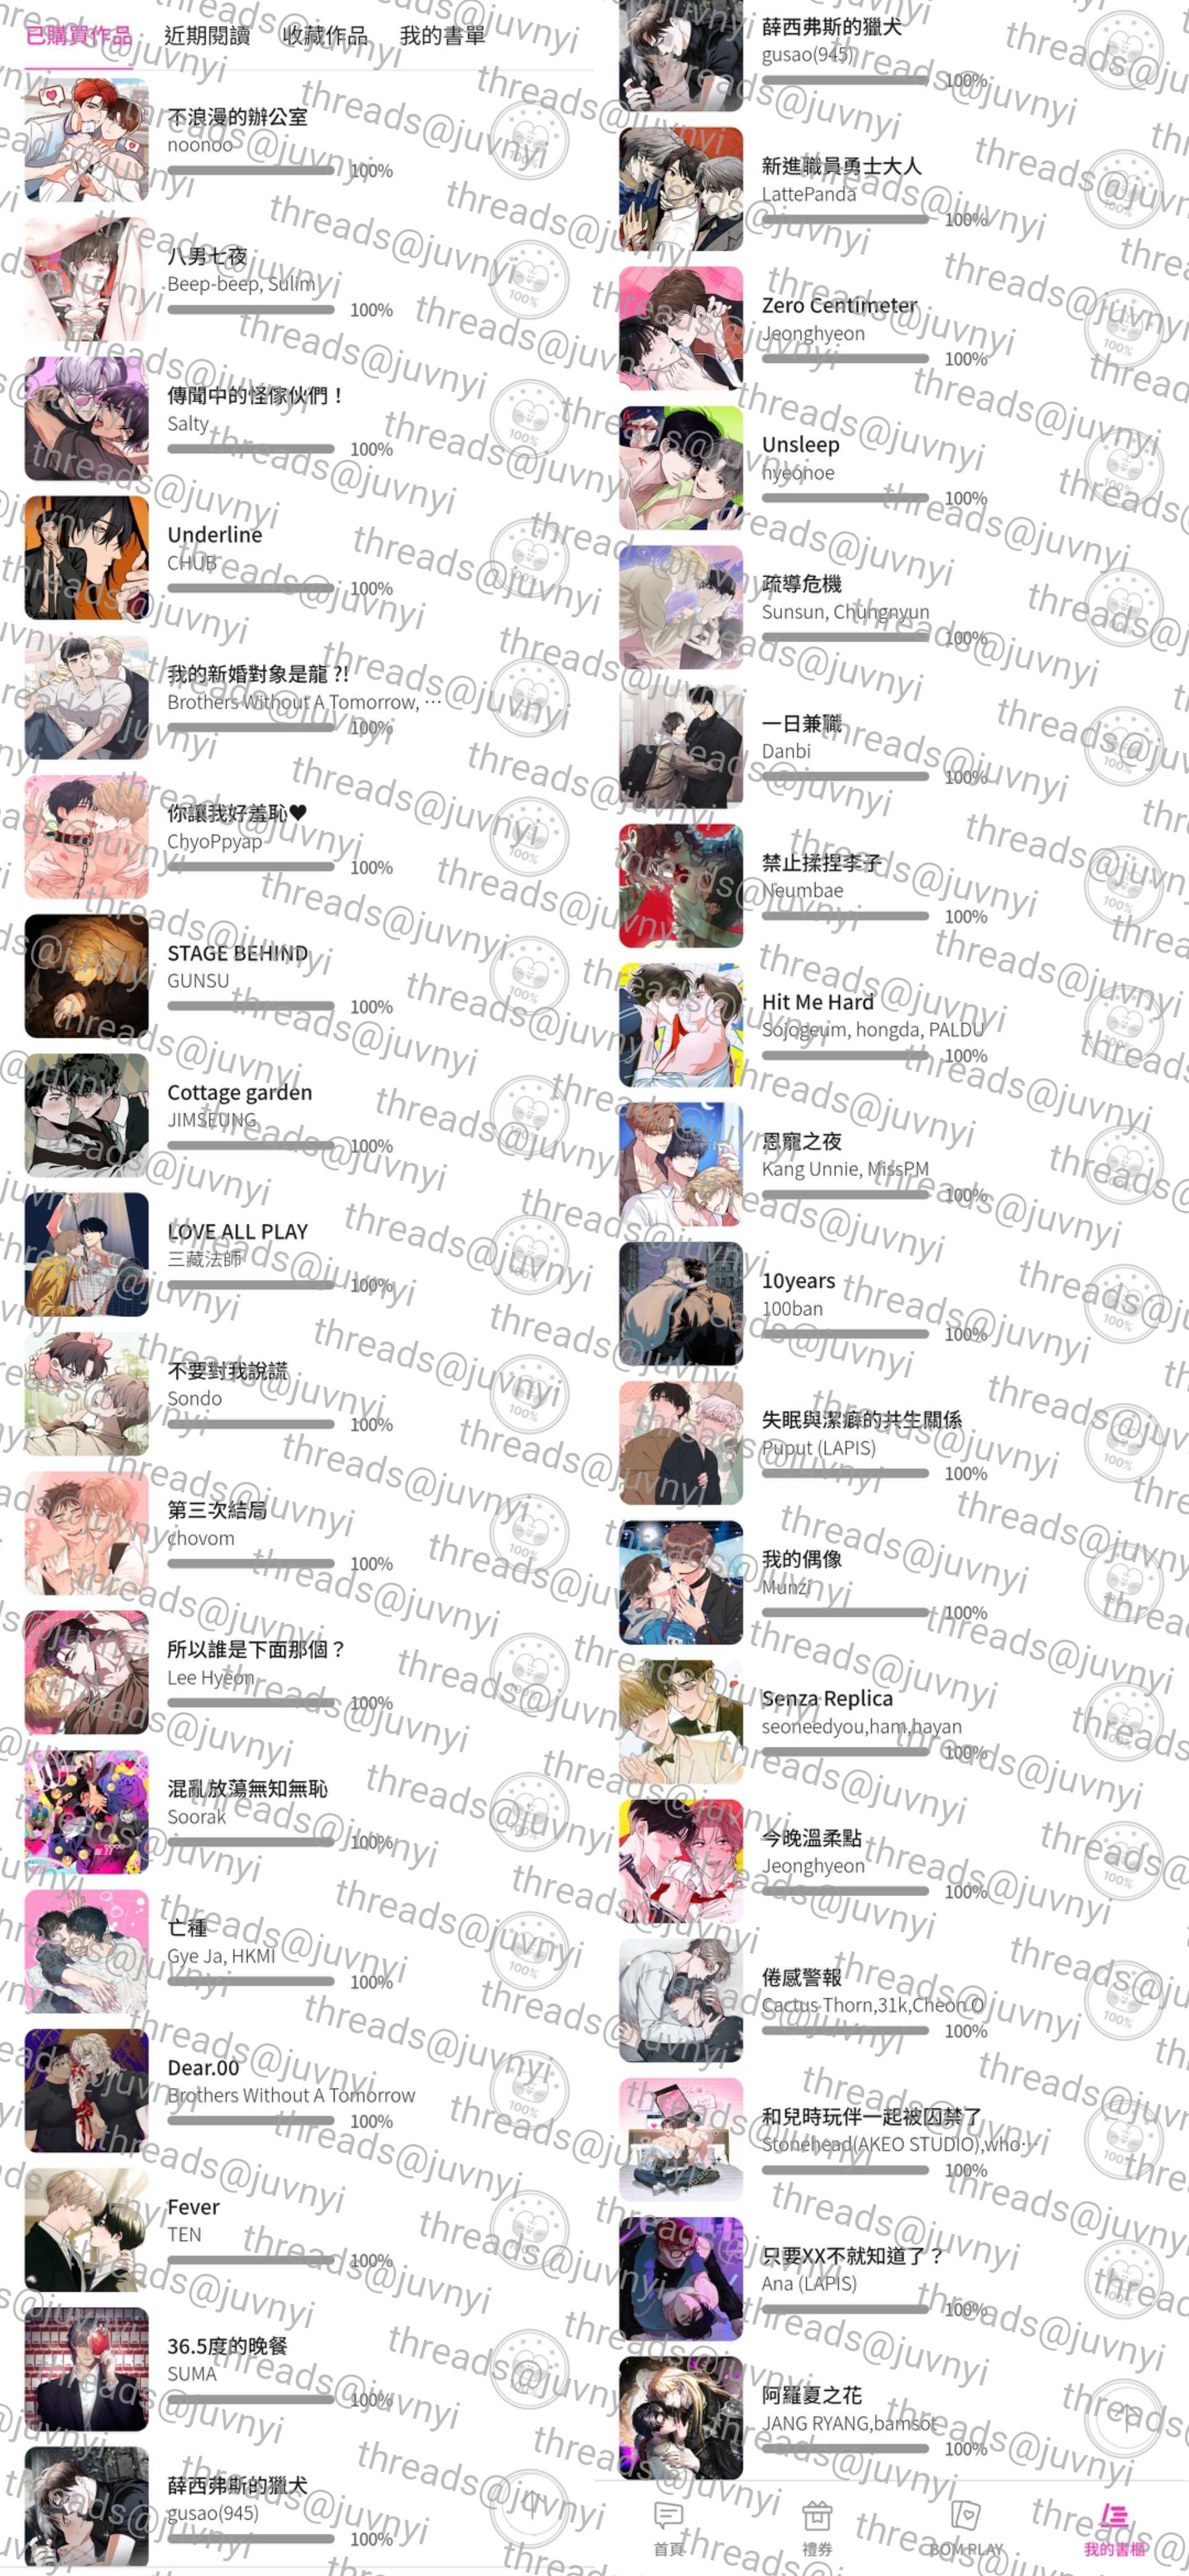 已購買作品 近期閱讀 收藏作品 我的書單
不浪漫的辦公室
noonoo
100%
八男七夜
Beep-beep, Sulim
100%
傳聞中的怪傢伙們！
Salty
100%
Underline
CHUB
100%
我的新婚對象是龍 ?!
Brothers Without A Tomorrow, …
100%
你讓我好羞恥♥
ChyoPpyap
100%
STAGE BEHIND
GUNSU
100%
Cottage garden
JIMSEUNG
100%
LOVE ALL PLAY
三藏法師
100%
不要對我說謊
Sondo
100%
第三次結局
chovom
100%
所以誰是下面那個？
Lee Hyeon
100%
混亂放蕩無知無恥
Soorak
100%
亡種
Gye Ja, HKMI
100%
Dear.00
Brothers Without A Tomorrow
100%
Fever
TEN
100%
36.5度的晚餐
SUMA
100%
薛西弗斯的獵犬
gusao(945)
100%
薛西弗斯的獵犬
gusao(945)
100%
新進職員勇士大人
LattePanda
100%
Zero Centimeter
Jeonghyeon
100%
Unsleep
hyeonoe
100%
疏導危機
Sunsun, Chungnyun
100%
一日兼職
Danbi
100%
禁止揉捏李子
Neumbae
100%
Hit Me Hard
Sojogeum, hongda, PALDU
100%
恩寵之夜
Kang Unnie, MissPM
100%
10years
100ban
100%
失眠與潔癖的共生關係
Puput (LAPIS)
100%
我的偶像
Munzi
100%
Senza Replica
seoneedyou,ham,hayan
100%
今晚溫柔點
Jeonghyeon
100%
倦感警報
Cactus Thorn,31k,Cheon O
100%
和兒時玩伴一起被囚禁了
Stonehead(AKEO STUDIO),who…
100%
只要XX不就知道了？
Ana (LAPIS)
100%
阿羅夏之花
JANG RYANG,bamsot
100%
首頁 禮券 BOM PLAY 我的書櫃
threads@juvnyi